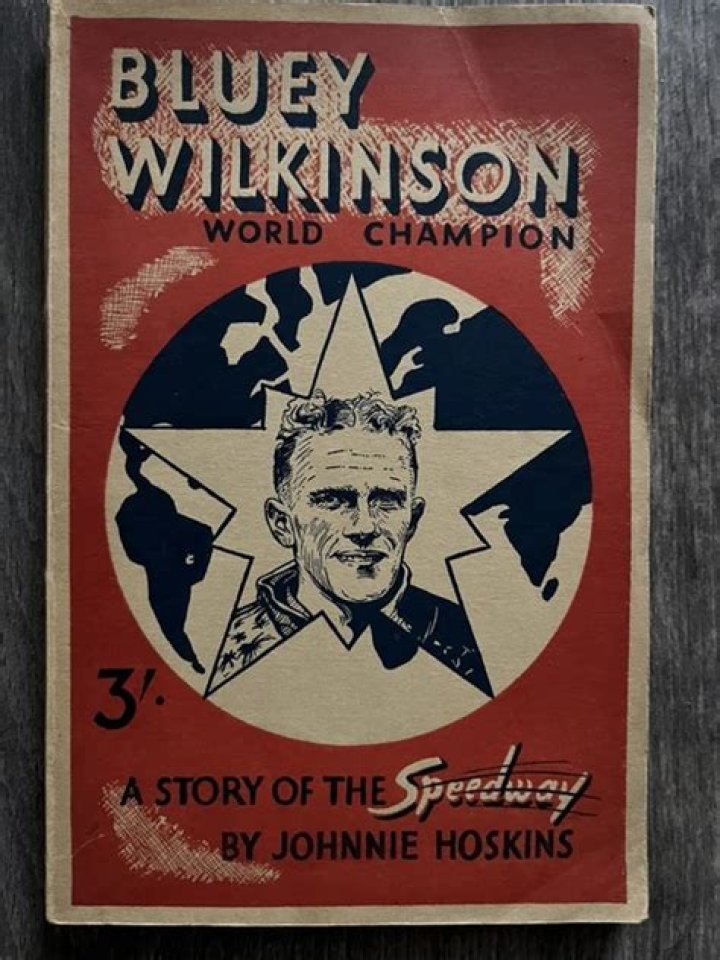 BLUEY
WILKINSON
WORLD CHAMPION
3/-
A STORY OF THE Speedway
BY JOHNNIE HOSKINS